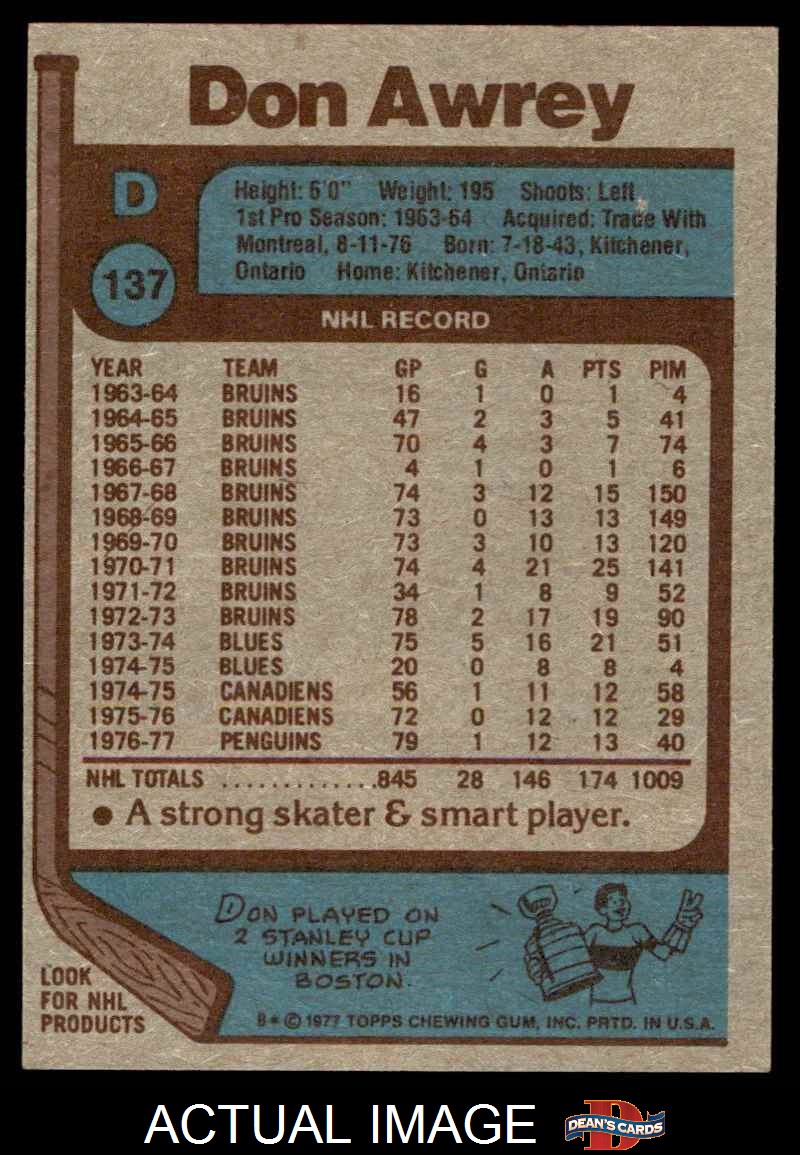 Don Awrey
D
137
Height: 6'0" Weight: 195 Shoots: Left,
1st Pro Season: 1963-64 Acquired: Trade With
Montreal, 8-11-76 Born: 7-18-43, Kitchener,
Ontario Home: Kitchener, Ontario
NHL RECORD
YEAR TEAM GP G A PTS PIM
1963-64 BRUINS 16 1 0 1 4
1964-65 BRUINS 47 2 3 5 41
1965-66 BRUINS 70 4 3 7 74
1966-67 BRUINS 4 1 0 1 6
1967-68 BRUINS 74 3 12 15 150
1968-69 BRUINS 73 0 13 13 149
1969-70 BRUINS 73 3 10 13 120
1970-71 BRUINS 74 4 21 25 141
1971-72 BRUINS 34 1 8 9 52
1972-73 BRUINS 78 2 17 19 90
1973-74 BLUES 75 5 16 21 51
1974-75 BLUES 20 0 8 8 4
1974-75 CANADIENS 56 1 11 12 58
1975-76 CANADIENS 72 0 12 12 29
1976-77 PENGUINS 79 1 12 13 40
NHL TOTALS .............845 28 146 174 1009
● A strong skater & smart player.
DON PLAYED ON
2 STANLEY CUP
WINNERS IN
BOSTON.
LOOK
FOR NHL
PRODUCTS
B* © 1977 TOPPS CHEWING GUM, INC. PRTD. IN U.S.A.
ACTUAL IMAGE
D
DEAN'S CARDS